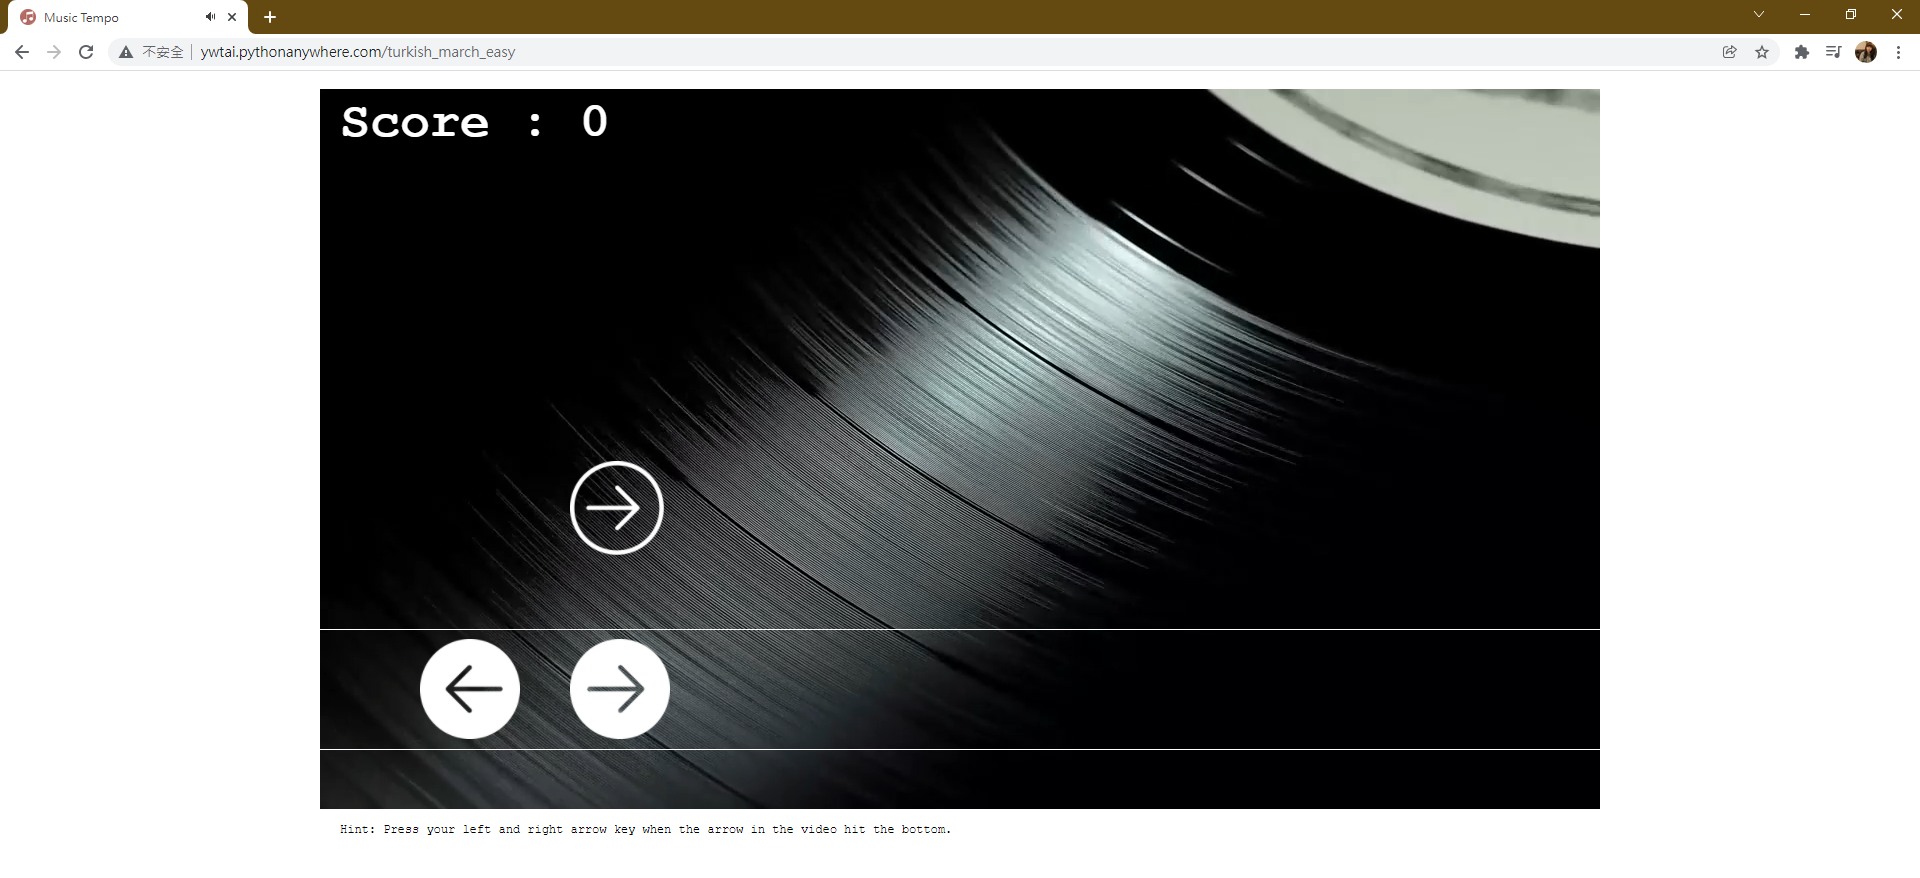 Music Tempo
不安全 ywtai.pythonanywhere.com/turkish_march_easy
Score : 0
Hint: Press your left and right arrow key when the arrow in the video hit the bottom.